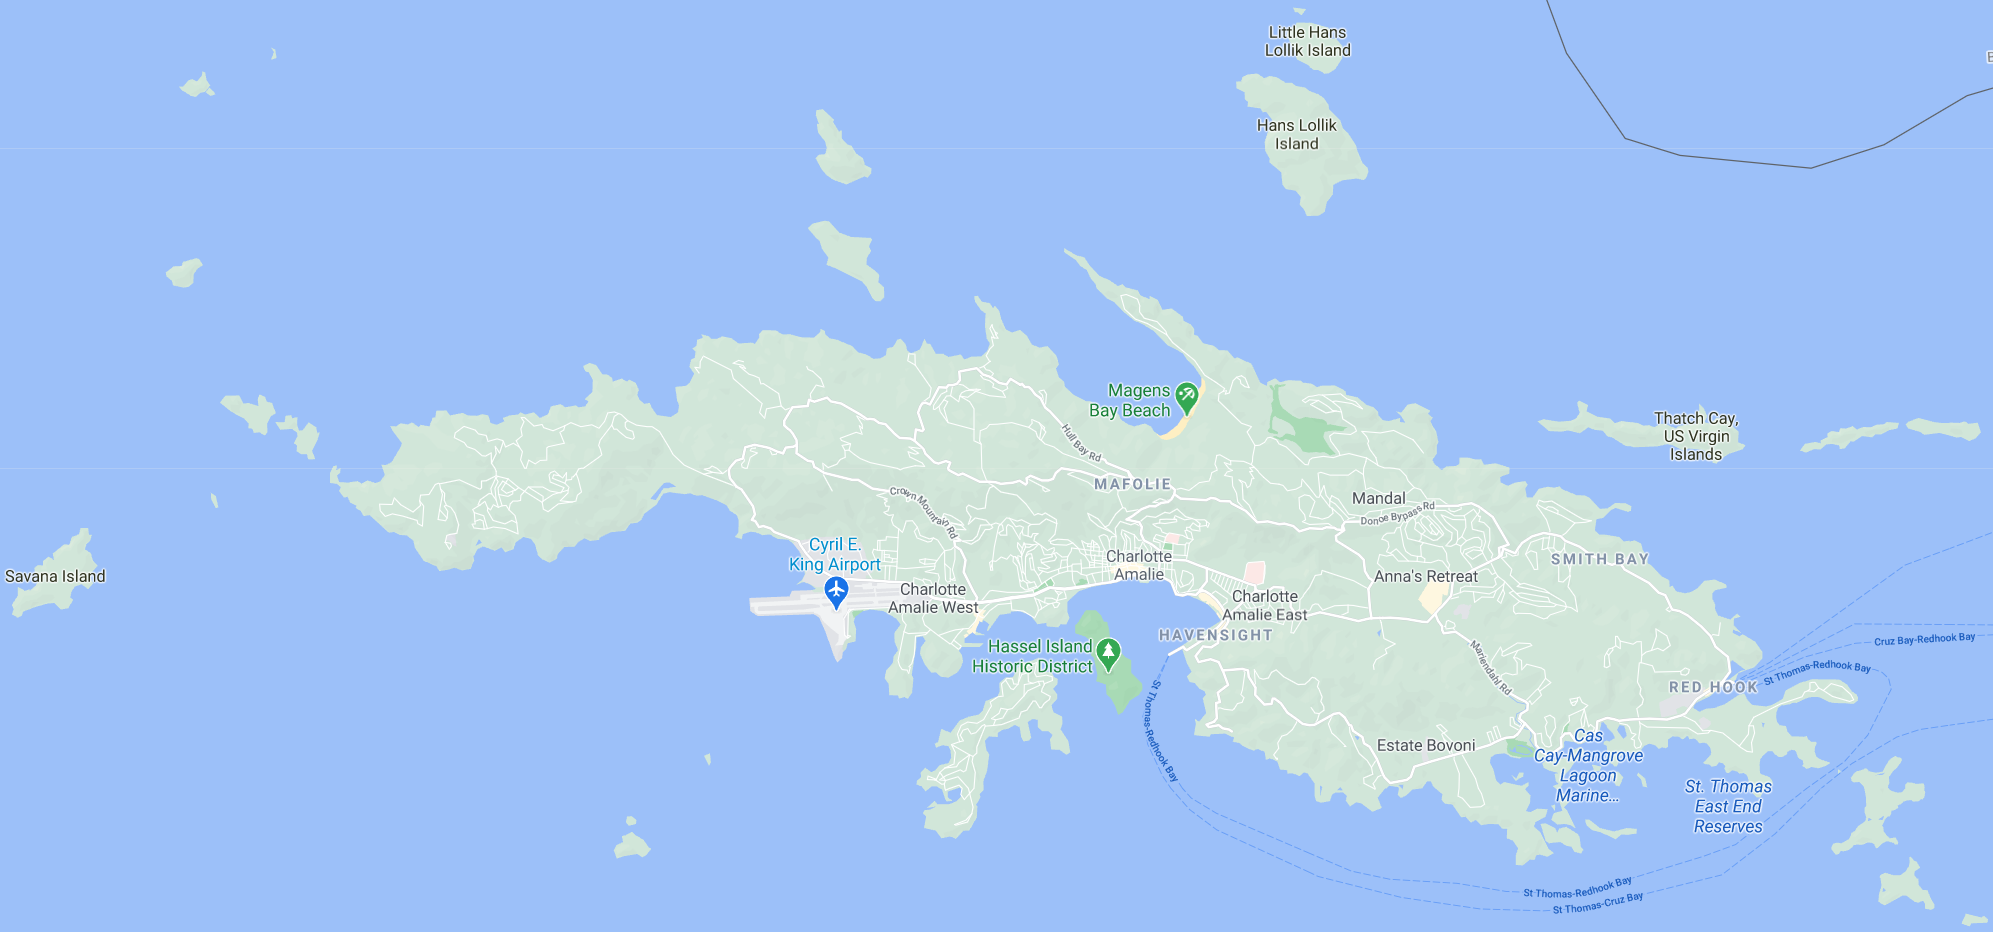 Little Hans
Lollik Island
Hans Lollik
Island
Magens
Bay Beach
Hull Bay Rd
Thatch Cay,
US Virgin
Islands
MAFOLIE
Crown Mountain Rd
Mandal
Donoe Bypass Rd
Cyril E.
King Airport
Charlotte
Amalie
SMITH BAY
Savana Island
Anna's Retreat
Charlotte
Amalie West
Charlotte
Amalie East
HAVENSIGHT
Hassel Island
Historic District
Mariendahl Rd
Cruz Bay-Redhook Bay
St Thomas-Redhook Bay
RED HOOK
St Thomas-Redhook Bay
Estate Bovoni
Cas
Cay-Mangrove
Lagoon
Marine...
St. Thomas
East End
Reserves
St Thomas-Redhook Bay
St Thomas-Cruz Bay